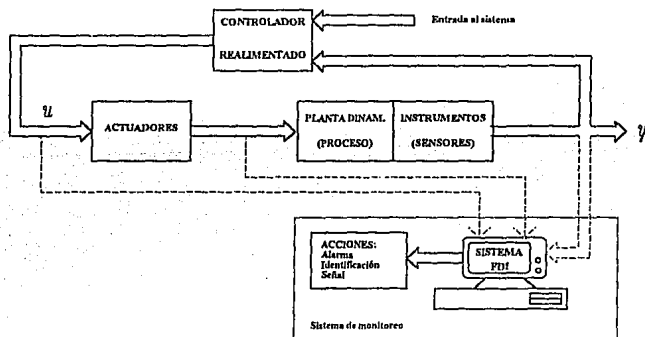 CONTROLADOR
REALIMENTADO
Entrada al sistema
u
ACTUADORES
PLANTA DINAM.
(PROCESO)
INSTRUMENTOS
(SENSORES)
y
ACCIONES:
Alarma
Identificación
Señal
SISTEMA
FDI
Sistema de monitoreo